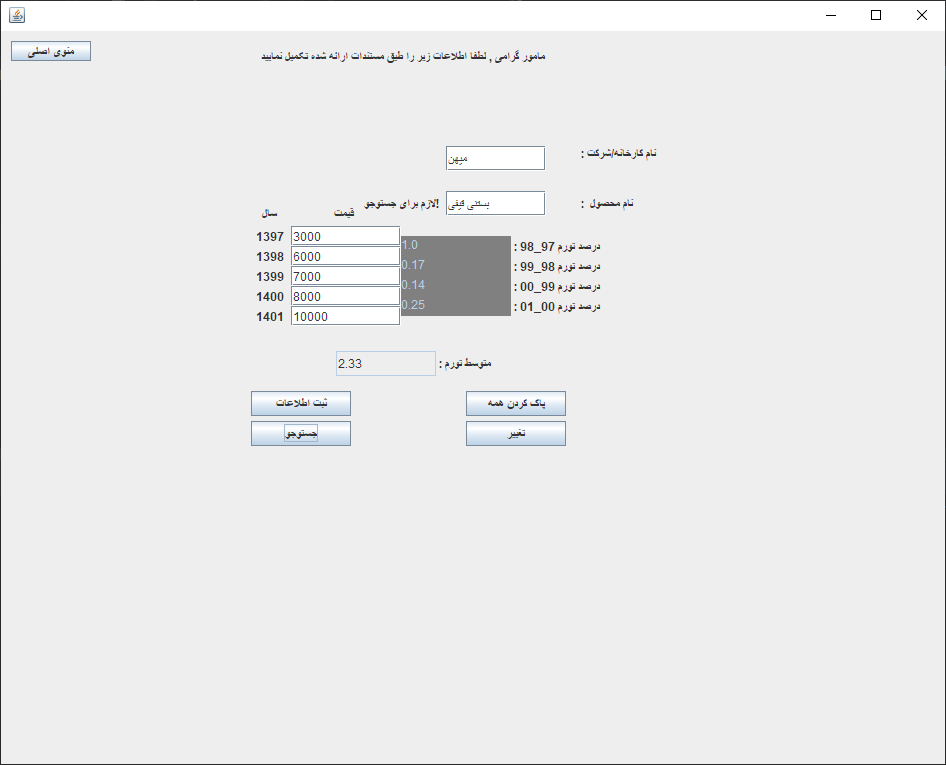 منوی اصلی
مامور گرامی , لطفا اطلاعات زیر را طبق مستندات ارائه شده تکمیل نمایید
نام کارخانه/شرکت : میهن
نام محصول : بستنی قیفی !لازم برای جستوجو
قیمت سال
1397 3000
1398 6000
1399 7000
1400 8000
1401 10000
درصد تورم 97_98 : 1.0
درصد تورم 98_99 : 0.17
درصد تورم 99_00 : 0.14
درصد تورم 00_01 : 0.25
متوسط تورم : 2.33
پاک کردن همه ثبت اطلاعات
تغییر جستوجو